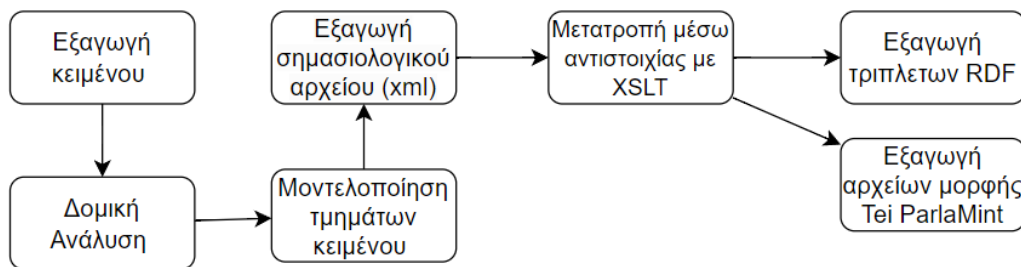 Εξαγωγή
κειμένου
Δομική
Ανάλυση
Μοντελοποίηση
τμημάτων
κειμένου
Εξαγωγή
σημασιολογικού
αρχείου (xml)
Μετατροπή μέσω
αντιστοιχίας με
XSLT
Εξαγωγή
τριπλετων RDF
Εξαγωγή
αρχείων μορφής
Tei ParlaMint